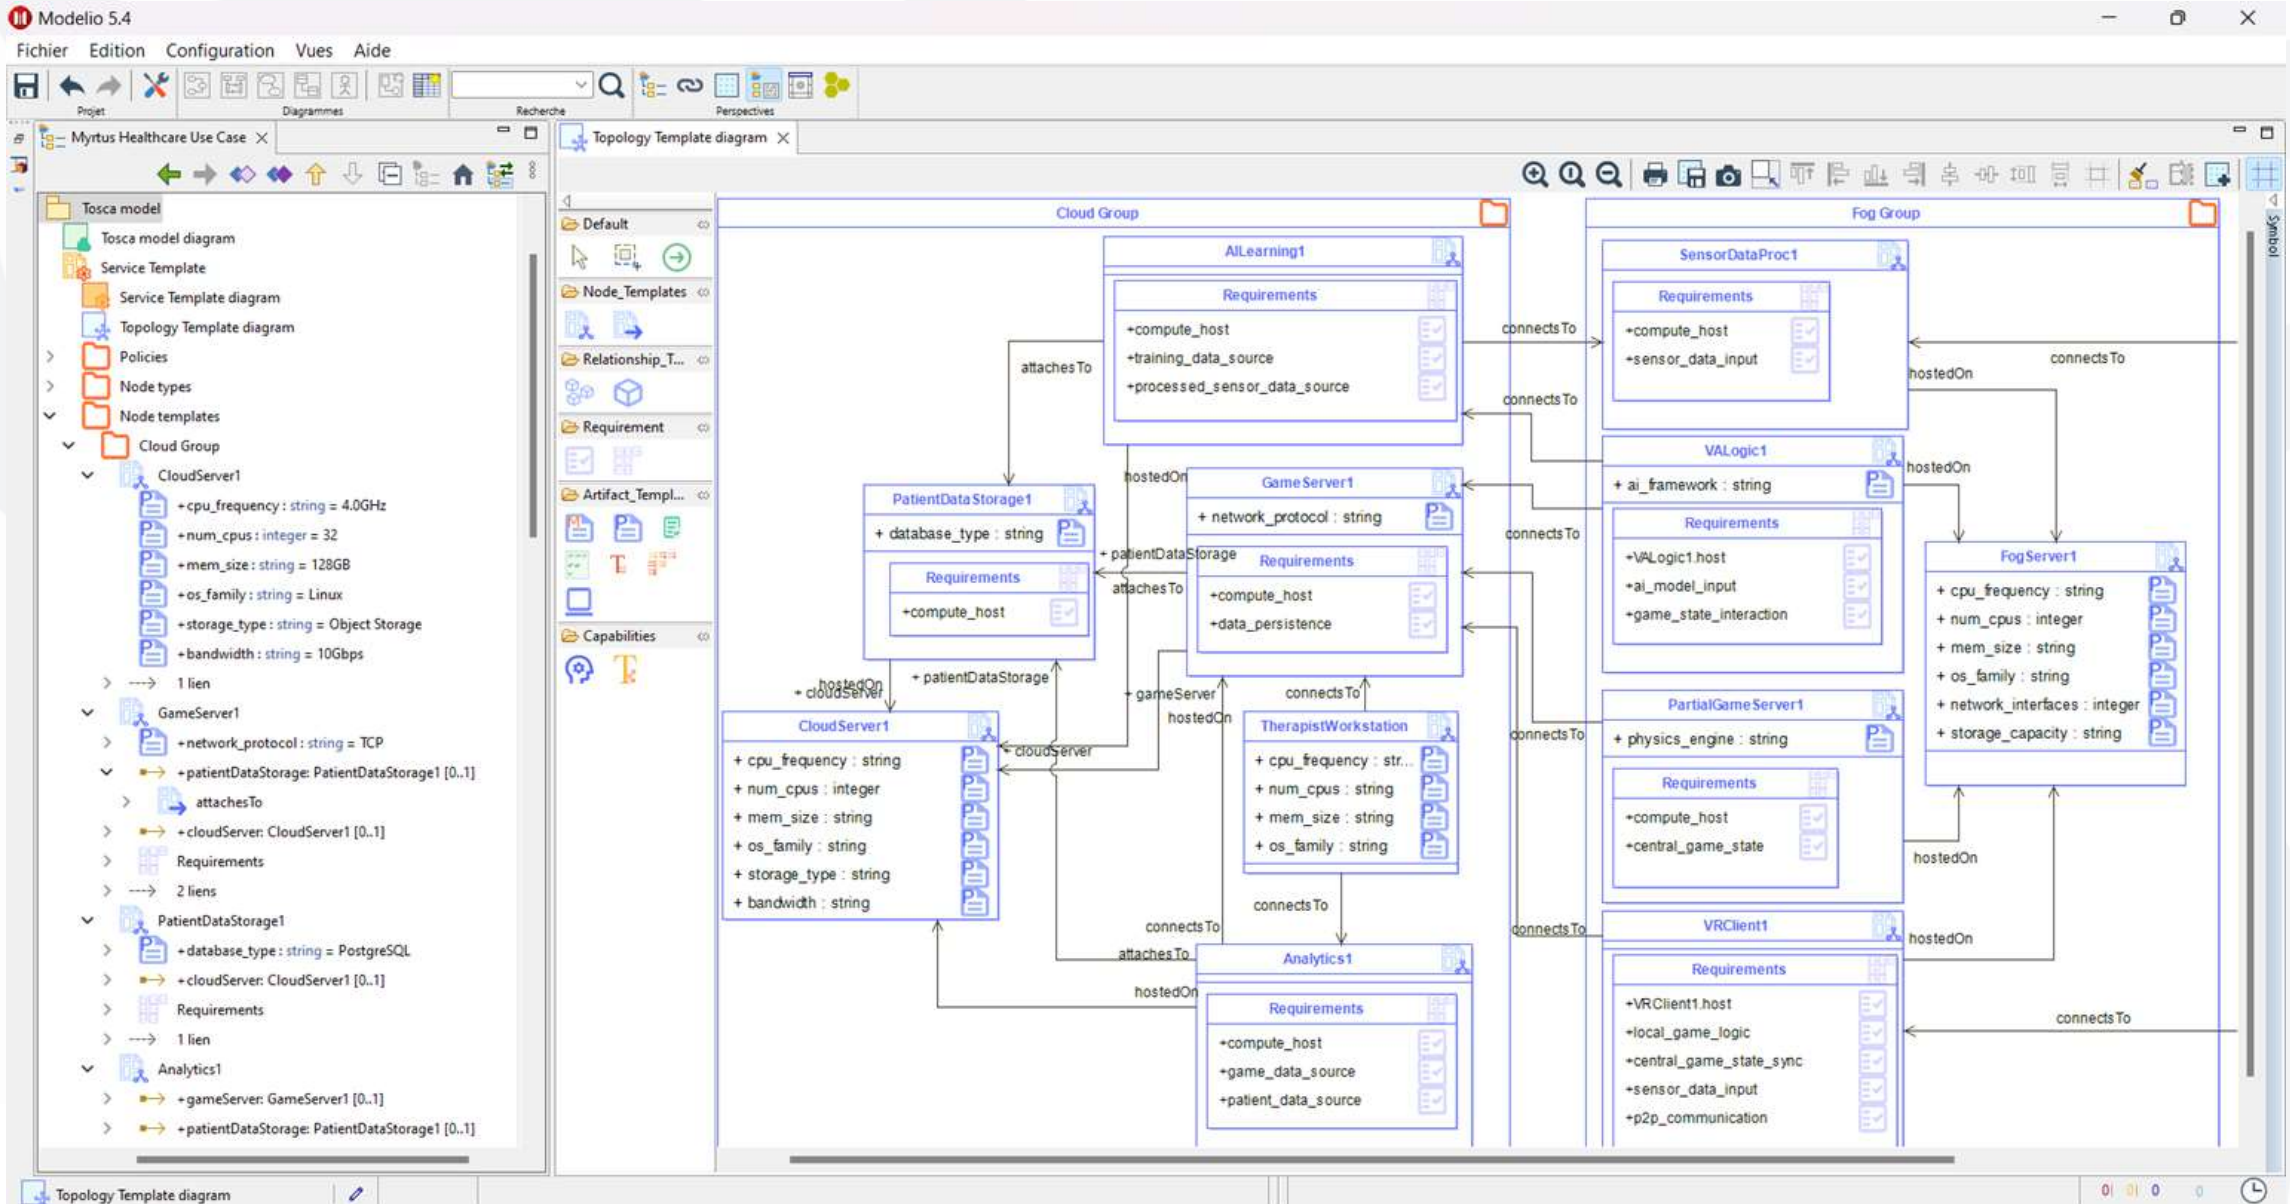 Modelio 5.4
Fichier Edition Configuration Vues Aide
Projet Diagrammes Recherche Perspectives
Myrtus Healthcare Use Case
Tosca model
Tosca model diagram
Service Template
Service Template diagram
Topology Template diagram
Policies
Node types
Node templates
Cloud Group
CloudServer1
+cpu_frequency : string = 4.0GHz
+num_cpus : integer = 32
+mem_size : string = 128GB
+os_family : string = Linux
+storage_type : string = Object Storage
+bandwidth : string = 10Gbps
1 lien
GameServer1
+network_protocol : string = TCP
+patientDataStorage: PatientDataStorage1 [0..1]
attachesTo
+cloudServer: CloudServer1 [0..1]
Requirements
2 liens
PatientDataStorage1
+database_type : string = PostgreSQL
+cloudServer: CloudServer1 [0..1]
Requirements
1 lien
Analytics1
+gameServer: GameServer1 [0..1]
+patientDataStorage: PatientDataStorage1 [0..1]
Topology Template diagram
Default
Node_Templates
Relationship_T...
Requirement
Artifact_Templ...
Capabilities
Cloud Group
AILearning1
Requirements
+compute_host
+training_data_source
+processed_sensor_data_source
attachesTo
connectsTo
connectsTo
hostedOn
PatientDataStorage1
+ database_type : string
Requirements
+compute_host
GameServer1
+ network_protocol : string
Requirements
+compute_host
+data_persistence
+ patientDataStorage
attachesTo
connectsTo
hostedOn
+ cloudServer
+ patientDataStorage
+ gameServer
hostedOn
connectsTo
CloudServer1
+ cpu_frequency : string
+ num_cpus : integer
+ mem_size : string
+ os_family : string
+ storage_type : string
+ bandwidth : string
+ cloudServer
TherapistWorkstation
+ cpu_frequency : str...
+ num_cpus : string
+ mem_size : string
+ os_family : string
connectsTo
connectsTo
connectsTo
connectsTo
attachesTo
hostedOn
Analytics1
Requirements
+compute_host
+game_data_source
+patient_data_source
Fog Group
SensorDataProc1
Requirements
+compute_host
+sensor_data_input
connectsTo
hostedOn
VALogic1
+ ai_framework : string
Requirements
+VALogic1.host
+ai_model_input
+game_state_interaction
hostedOn
FogServer1
+ cpu_frequency : string
+ num_cpus : integer
+ mem_size : string
+ os_family : string
+ network_interfaces : integer
+ storage_capacity : string
PartialGameServer1
+ physics_engine : string
Requirements
+compute_host
+central_game_state
hostedOn
VRClient1
Requirements
+VRClient1.host
+local_game_logic
+central_game_state_sync
+sensor_data_input
+p2p_communication
hostedOn
connectsTo
Symbol
Topology Template diagram
0 0 0 0